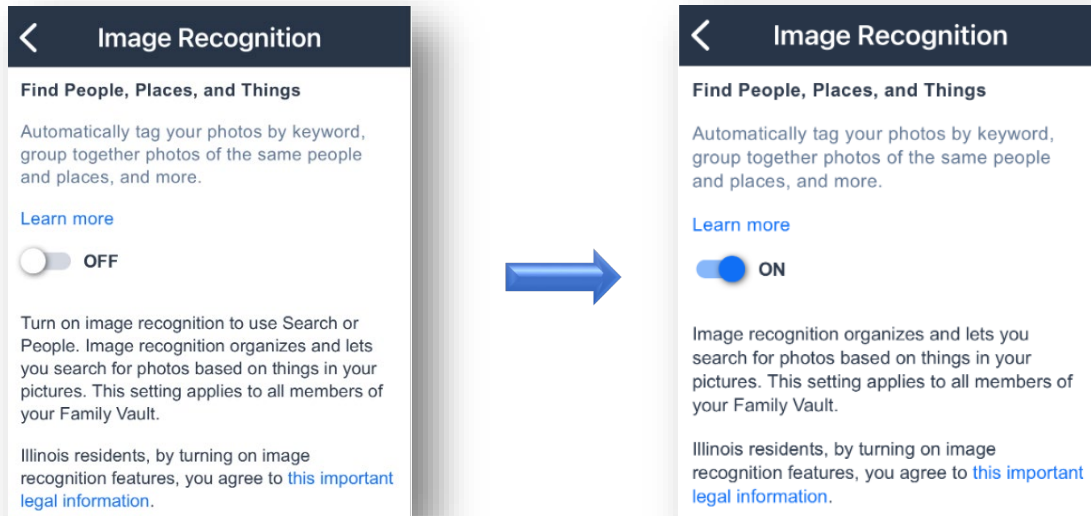 Image Recognition
Find People, Places, and Things
Automatically tag your photos by keyword,
group together photos of the same people
and places, and more.
Learn more
OFF
Turn on image recognition to use Search or
People. Image recognition organizes and lets
you search for photos based on things in your
pictures. This setting applies to all members of
your Family Vault.
Illinois residents, by turning on image
recognition features, you agree to this important
legal information.
Image Recognition
Find People, Places, and Things
Automatically tag your photos by keyword,
group together photos of the same people
and places, and more.
Learn more
ON
Image recognition organizes and lets you
search for photos based on things in your
pictures. This setting applies to all members of
your Family Vault.
Illinois residents, by turning on image
recognition features, you agree to this important
legal information.